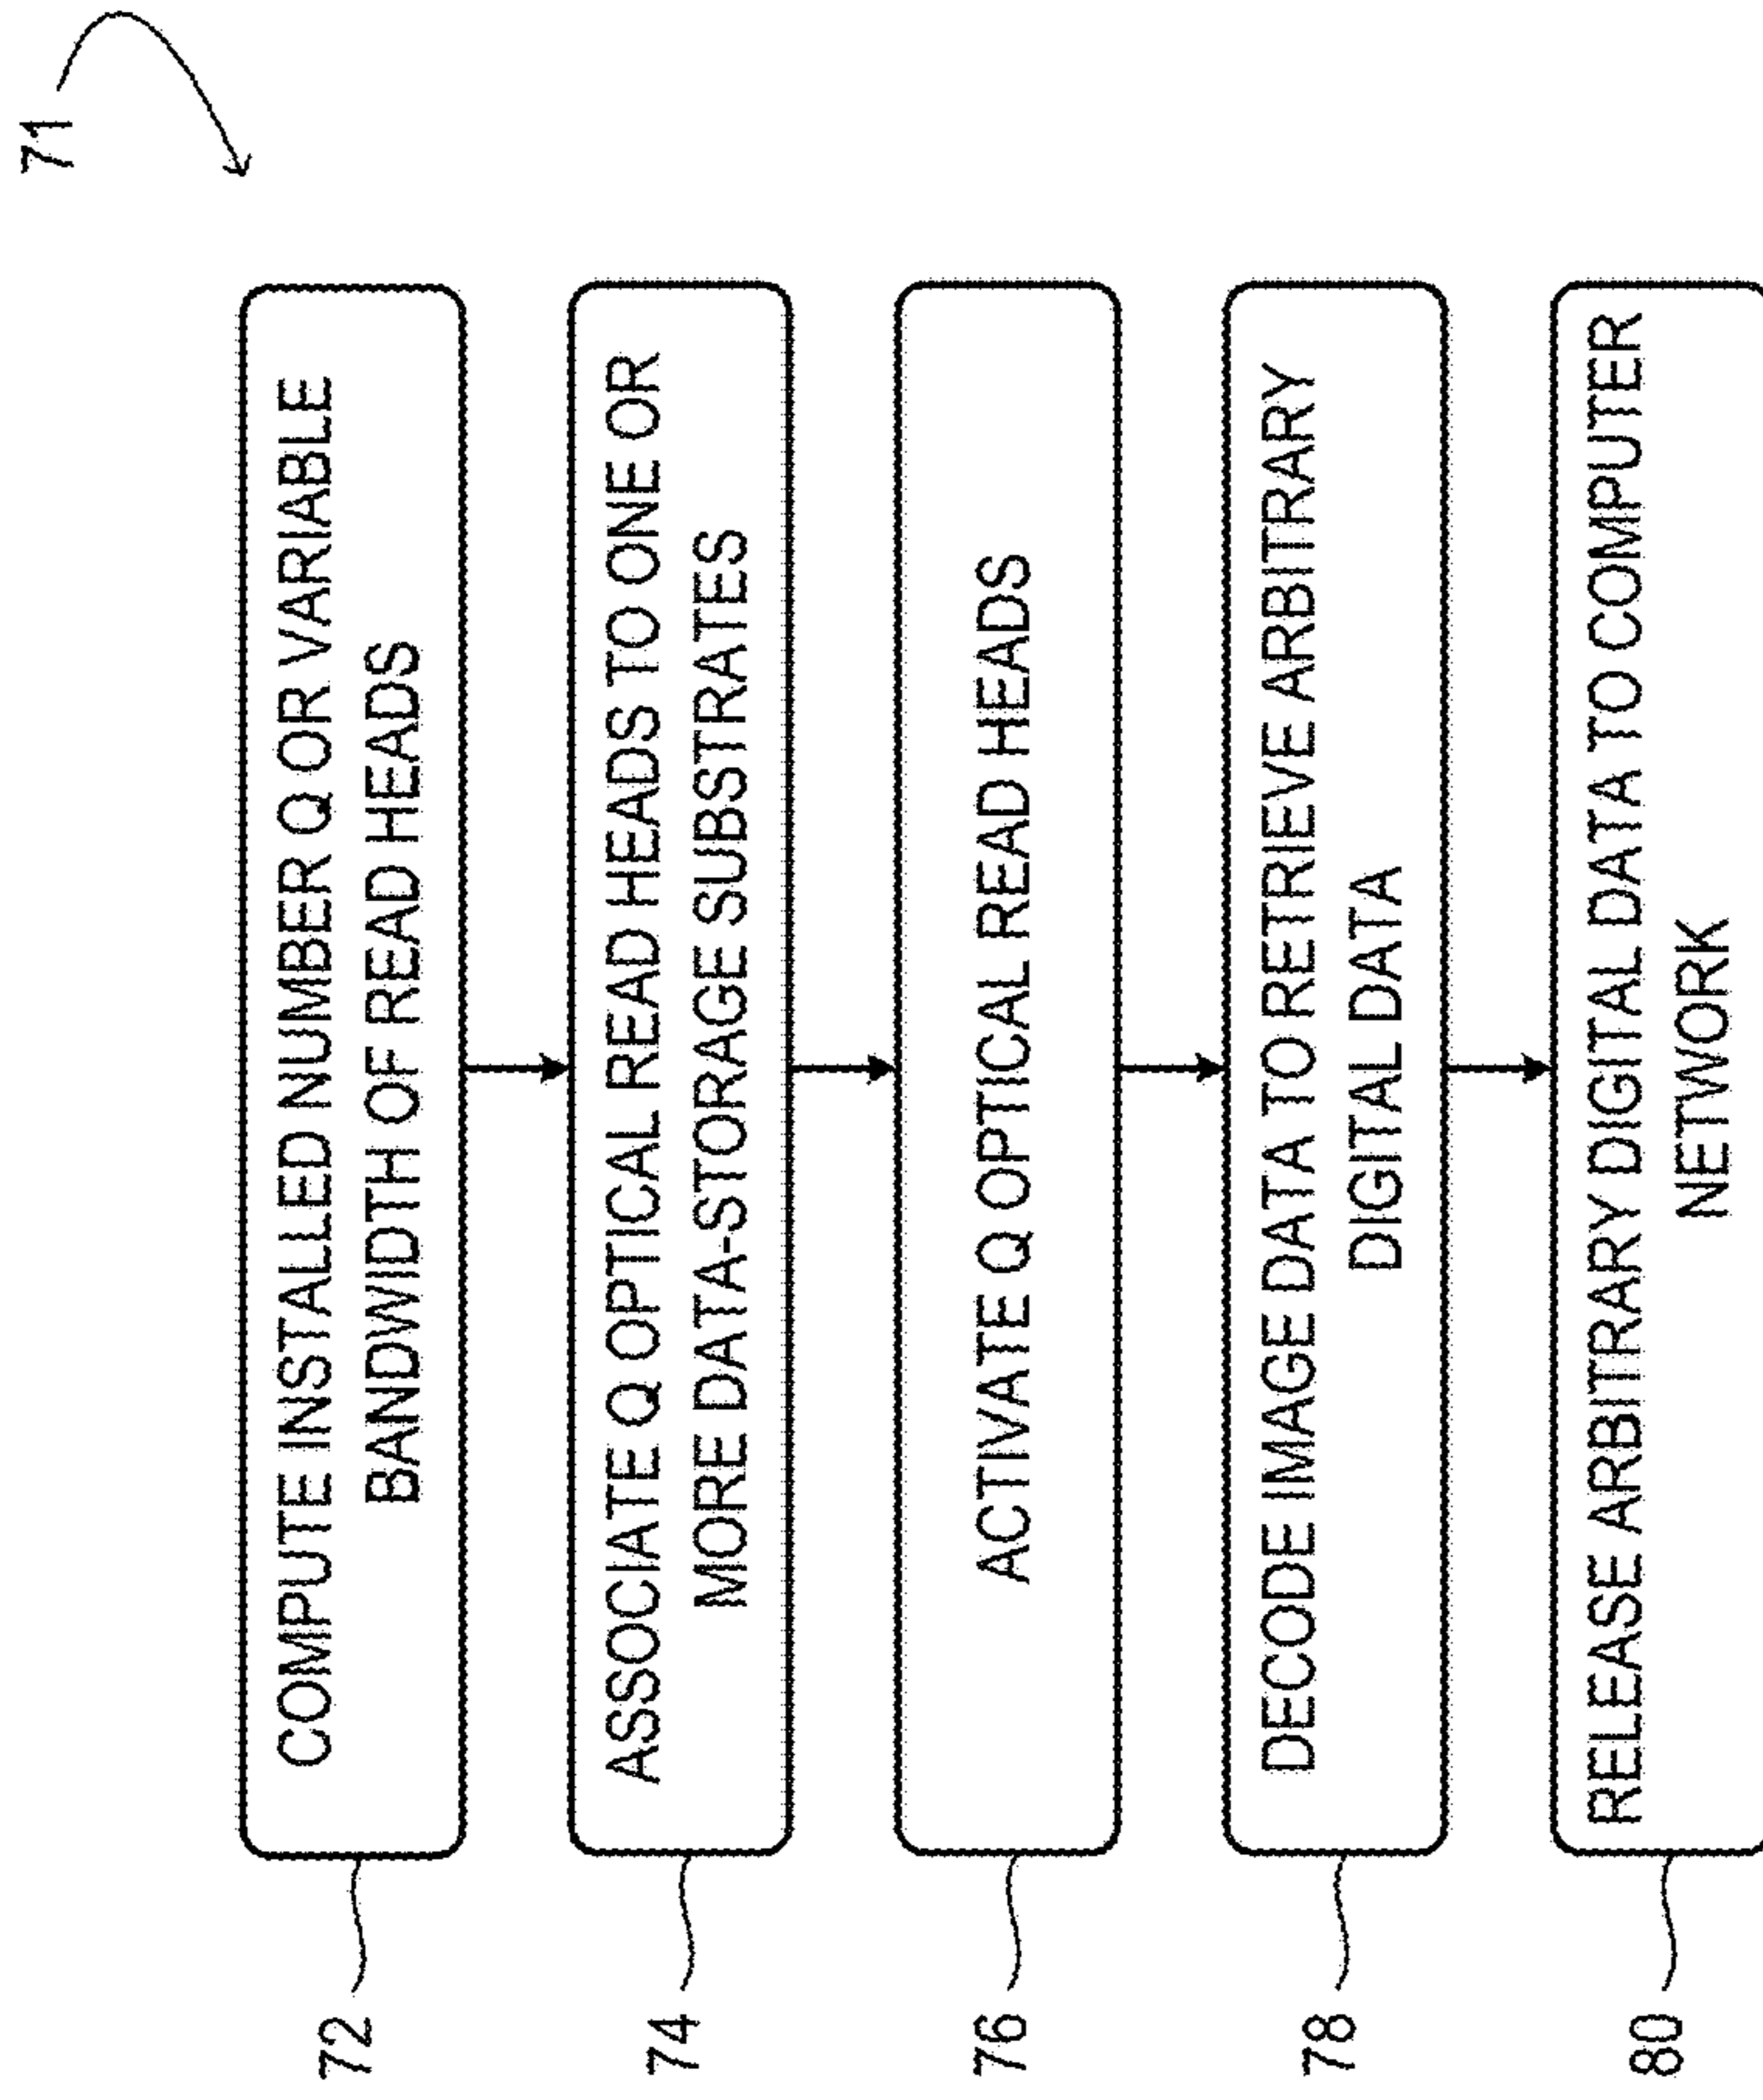 71
72
COMPUTE INSTALLED NUMBER Q OR VARIABLE
BANDWIDTH OF READ HEADS
74
ASSOCIATE Q OPTICAL READ HEADS TO ONE OR
MORE DATA-STORAGE SUBSTRATES
76
ACTIVATE Q OPTICAL READ HEADS
78
DECODE IMAGE DATA TO RETRIEVE ARBITRARY
DIGITAL DATA
80
RELEASE ARBITRARY DIGITAL DATA TO COMPUTER
NETWORK